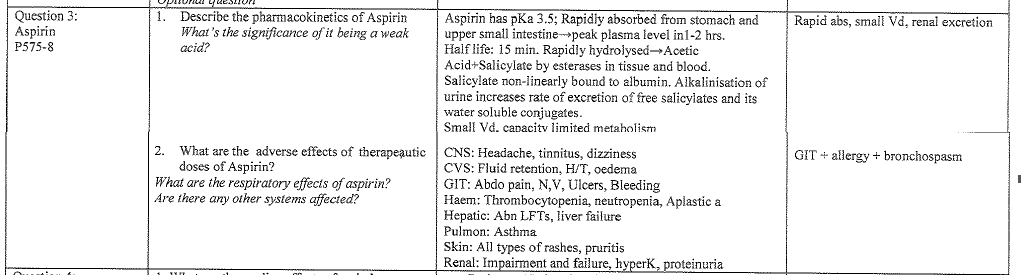 Optional question
Question 3:
Aspirin
P575-8
1. Describe the pharmacokinetics of Aspirin
What's the significance of it being a weak
acid?
Aspirin has pKa 3.5; Rapidly absorbed from stomach and
upper small intestine→peak plasma level in1-2 hrs.
Half life: 15 min. Rapidly hydrolysed→Acetic
Acid+Salicylate by esterases in tissue and blood.
Salicylate non-linearly bound to albumin. Alkalinisation of
urine increases rate of excretion of free salicylates and its
water soluble conjugates.
Small Vd, capacity limited metabolism
Rapid abs, small Vd, renal excretion
2. What are the adverse effects of therapeutic
doses of Aspirin?
What are the respiratory effects of aspirin?
Are there any other systems affected?
CNS: Headache, tinnitus, dizziness
CVS: Fluid retention, H/T, oedema
GIT: Abdo pain, N,V, Ulcers, Bleeding
Haem: Thrombocytopenia, neutropenia, Aplastic a
Hepatic: Abn LFTs, liver failure
Pulmon: Asthma
Skin: All types of rashes, pruritis
Renal: Impairment and failure, hyperK, proteinuria
GIT + allergy + bronchospasm